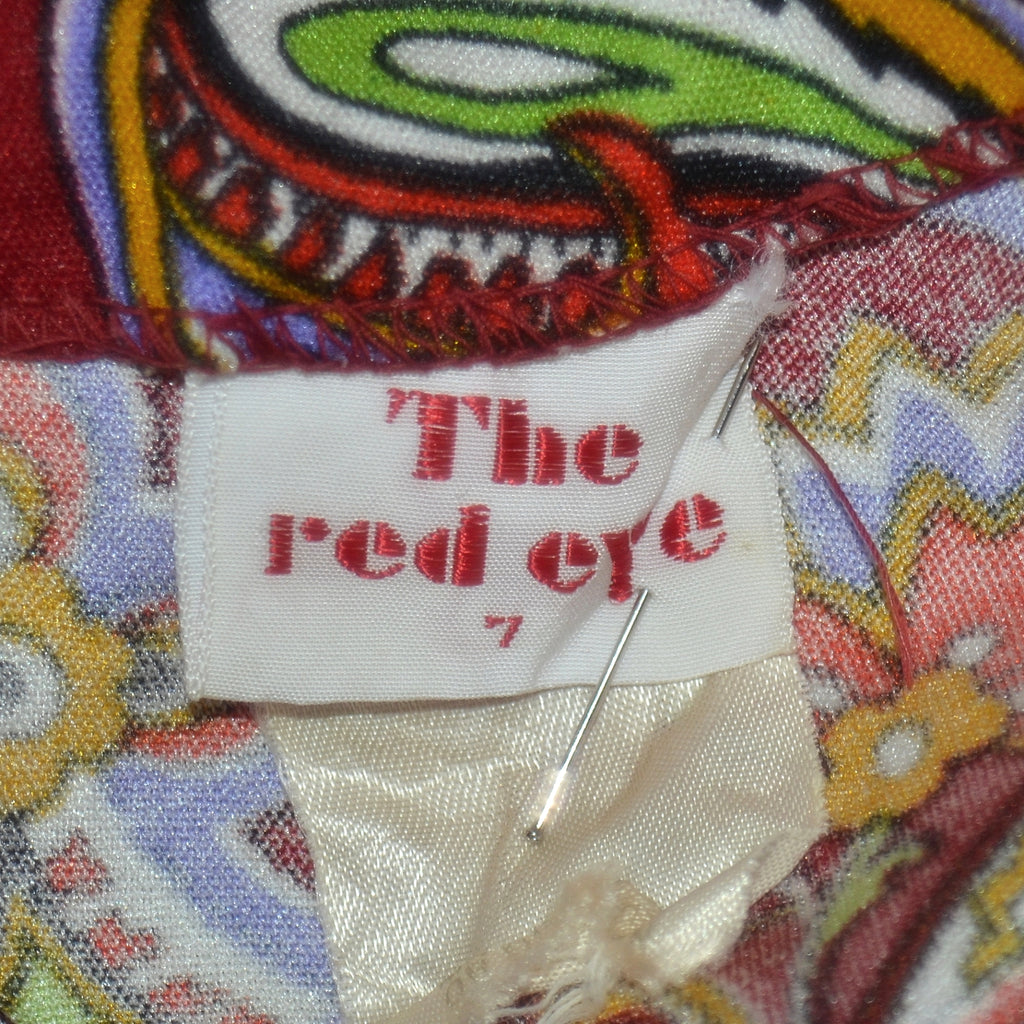 The
red eye
7